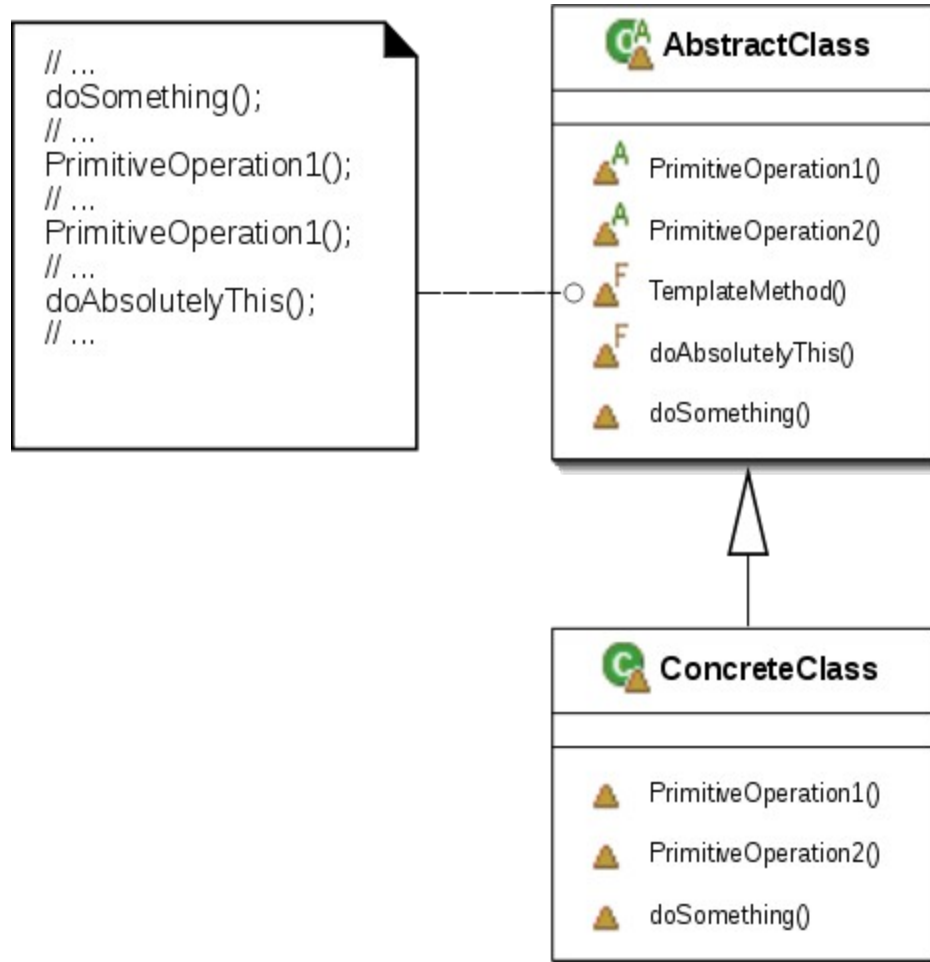 // ...
doSomething();
// ...
PrimitiveOperation1();
// ...
PrimitiveOperation1();
// ...
doAbsolutelyThis();
// ...
C A AbstractClass
A PrimitiveOperation1()
A PrimitiveOperation2()
F TemplateMethod()
F doAbsolutelyThis()
doSomething()
C ConcreteClass
PrimitiveOperation1()
PrimitiveOperation2()
doSomething()